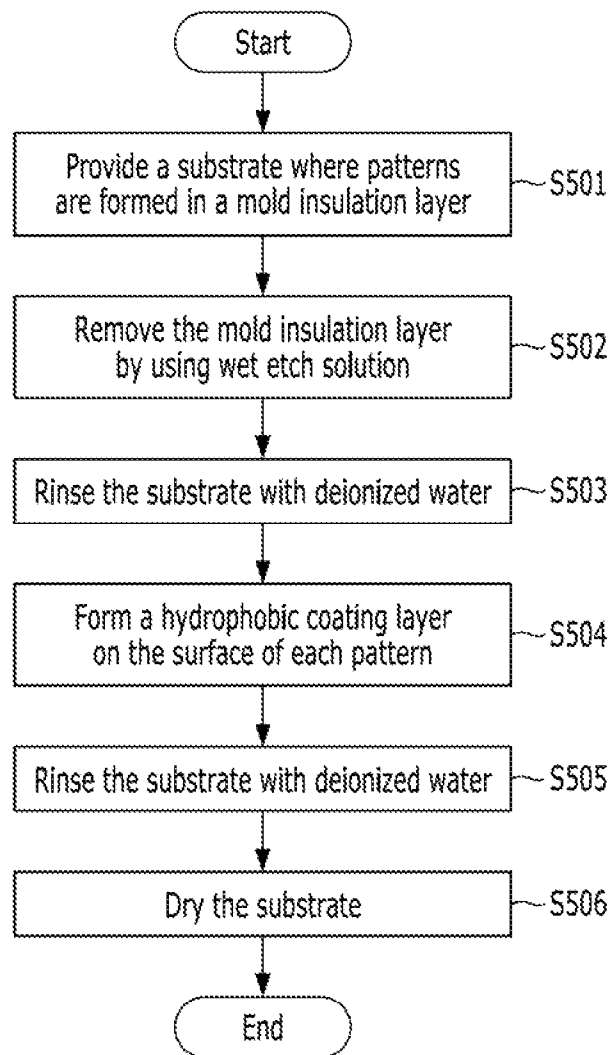 Start
Provide a substrate where patterns
are formed in a mold insulation layer
S501
Remove the mold insulation layer
by using wet etch solution
S502
Rinse the substrate with deionized water
S503
Form a hydrophobic coating layer
on the surface of each pattern
S504
Rinse the substrate with deionized water
S505
Dry the substrate
S506
End